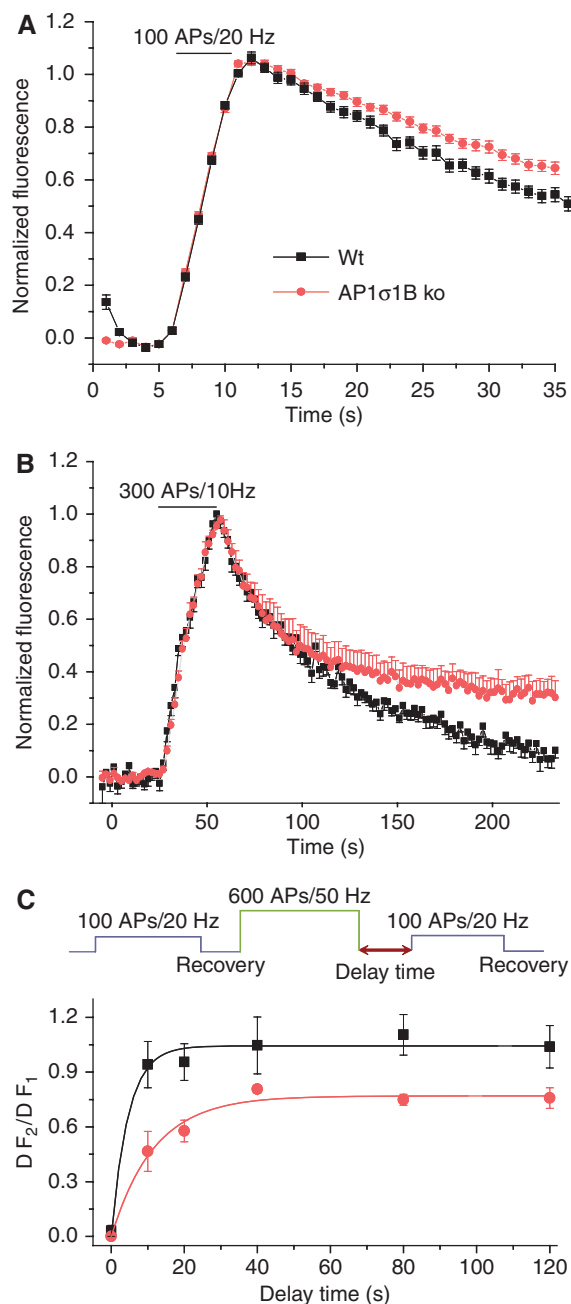 A
100 APs/20 Hz
Normalized fluorescence
1.2
1.0
0.8
0.6
0.4
0.2
0.0
Wt
AP1σ1B ko
0 5 10 15 20 25 30 35
Time (s)
B
300 APs/10Hz
Normalized fluorescence
1.2
1.0
0.8
0.6
0.4
0.2
0.0
0 50 100 150 200
Time (s)
C
600 APs/50 Hz
100 APs/20 Hz 100 APs/20 Hz
Recovery Delay time Recovery
D F2/D F1
1.2
0.9
0.6
0.3
0.0
0 20 40 60 80 100 120
Delay time (s)